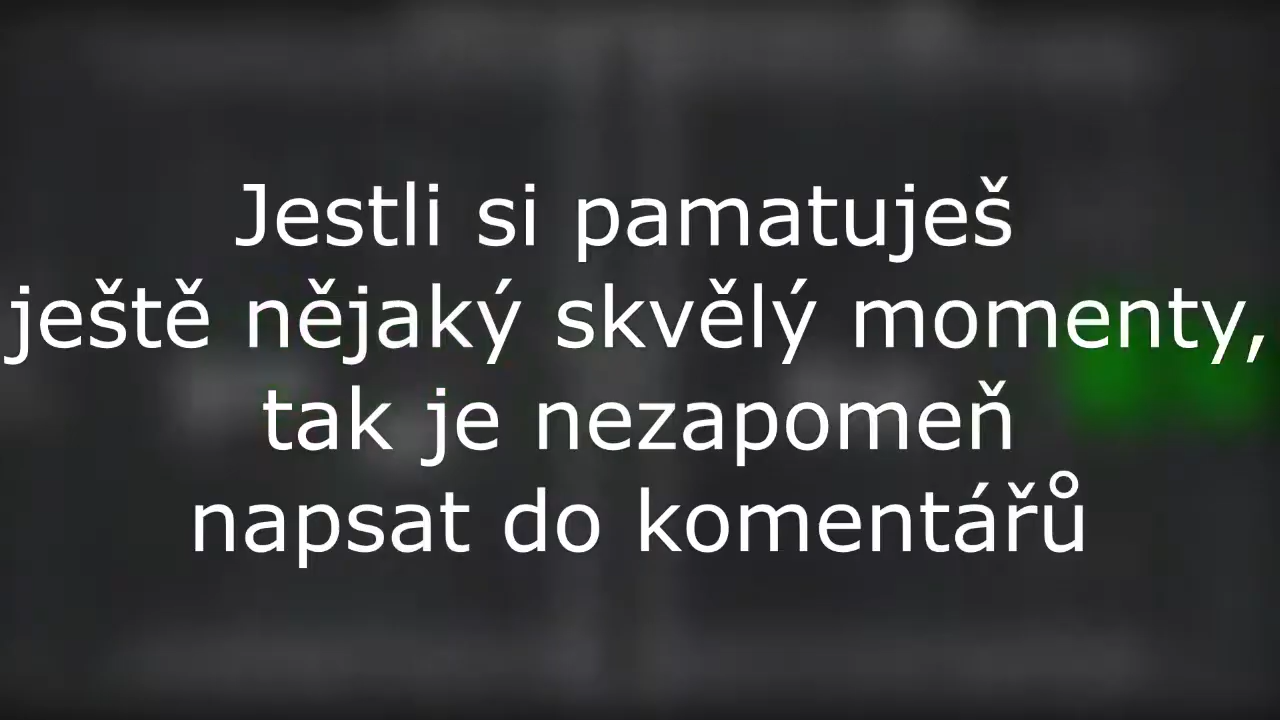 Jestli si pamatuješ
ještě nějaký skvělý momenty,
tak je nezapomeň
napsat do komentářů